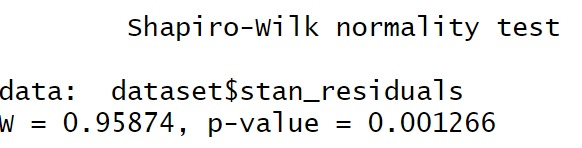 Shapiro-Wilk normality test
data:  dataset$stan_residuals
W = 0.95874, p-value = 0.001266